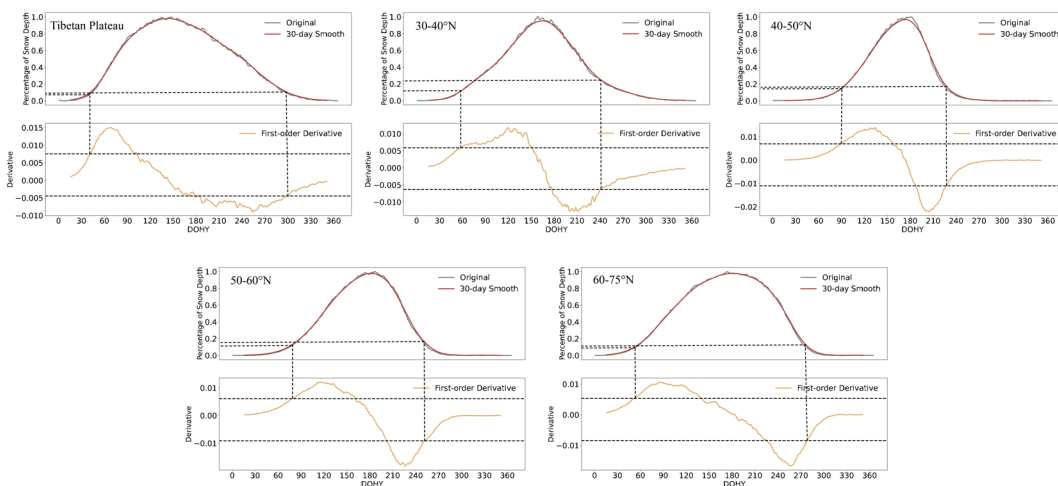 Tibetan Plateau
Original
30-day Smooth
Percentage of Snow Depth
1.0
0.8
0.6
0.4
0.2
0.0
First-order Derivative
Derivative
0.015
0.010
0.005
0.000
−0.005
−0.010
0 30 60 90 120 150 180 210 240 270 300 330 360
DOHY
30-40°N
Original
30-day Smooth
Percentage of Snow Depth
1.0
0.8
0.6
0.4
0.2
0.0
First-order Derivative
Derivative
0.010
0.005
0.000
−0.005
−0.010
0 30 60 90 120 150 180 210 240 270 300 330 360
DOHY
40-50°N
Original
30-day Smooth
Percentage of Snow Depth
1.0
0.8
0.6
0.4
0.2
0.0
First-order Derivative
Derivative
0.01
0.00
−0.01
−0.02
0 30 60 90 120 150 180 210 240 270 300 330 360
DOHY
50-60°N
Original
30-day Smooth
Percentage of Snow Depth
1.0
0.8
0.6
0.4
0.2
0.0
First-order Derivative
Derivative
0.01
0.00
−0.01
0 30 60 90 120 150 180 210 240 270 300 330 360
DOHY
60-75°N
Original
30-day Smooth
Percentage of Snow Depth
1.0
0.8
0.6
0.4
0.2
0.0
First-order Derivative
Derivative
0.01
0.00
−0.01
0 30 60 90 120 150 180 210 240 270 300 330 360
DOHY